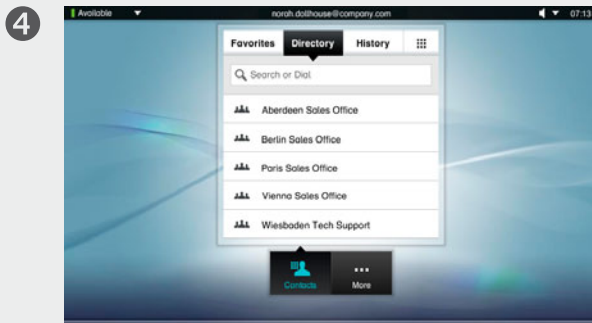 4
Available norah.dollhouse@company.com 07:13
Favorites Directory History
Search or Dial
Aberdeen Sales Office
Berlin Sales Office
Paris Sales Office
Vienna Sales Office
Wiesbaden Tech Support
Contacts More